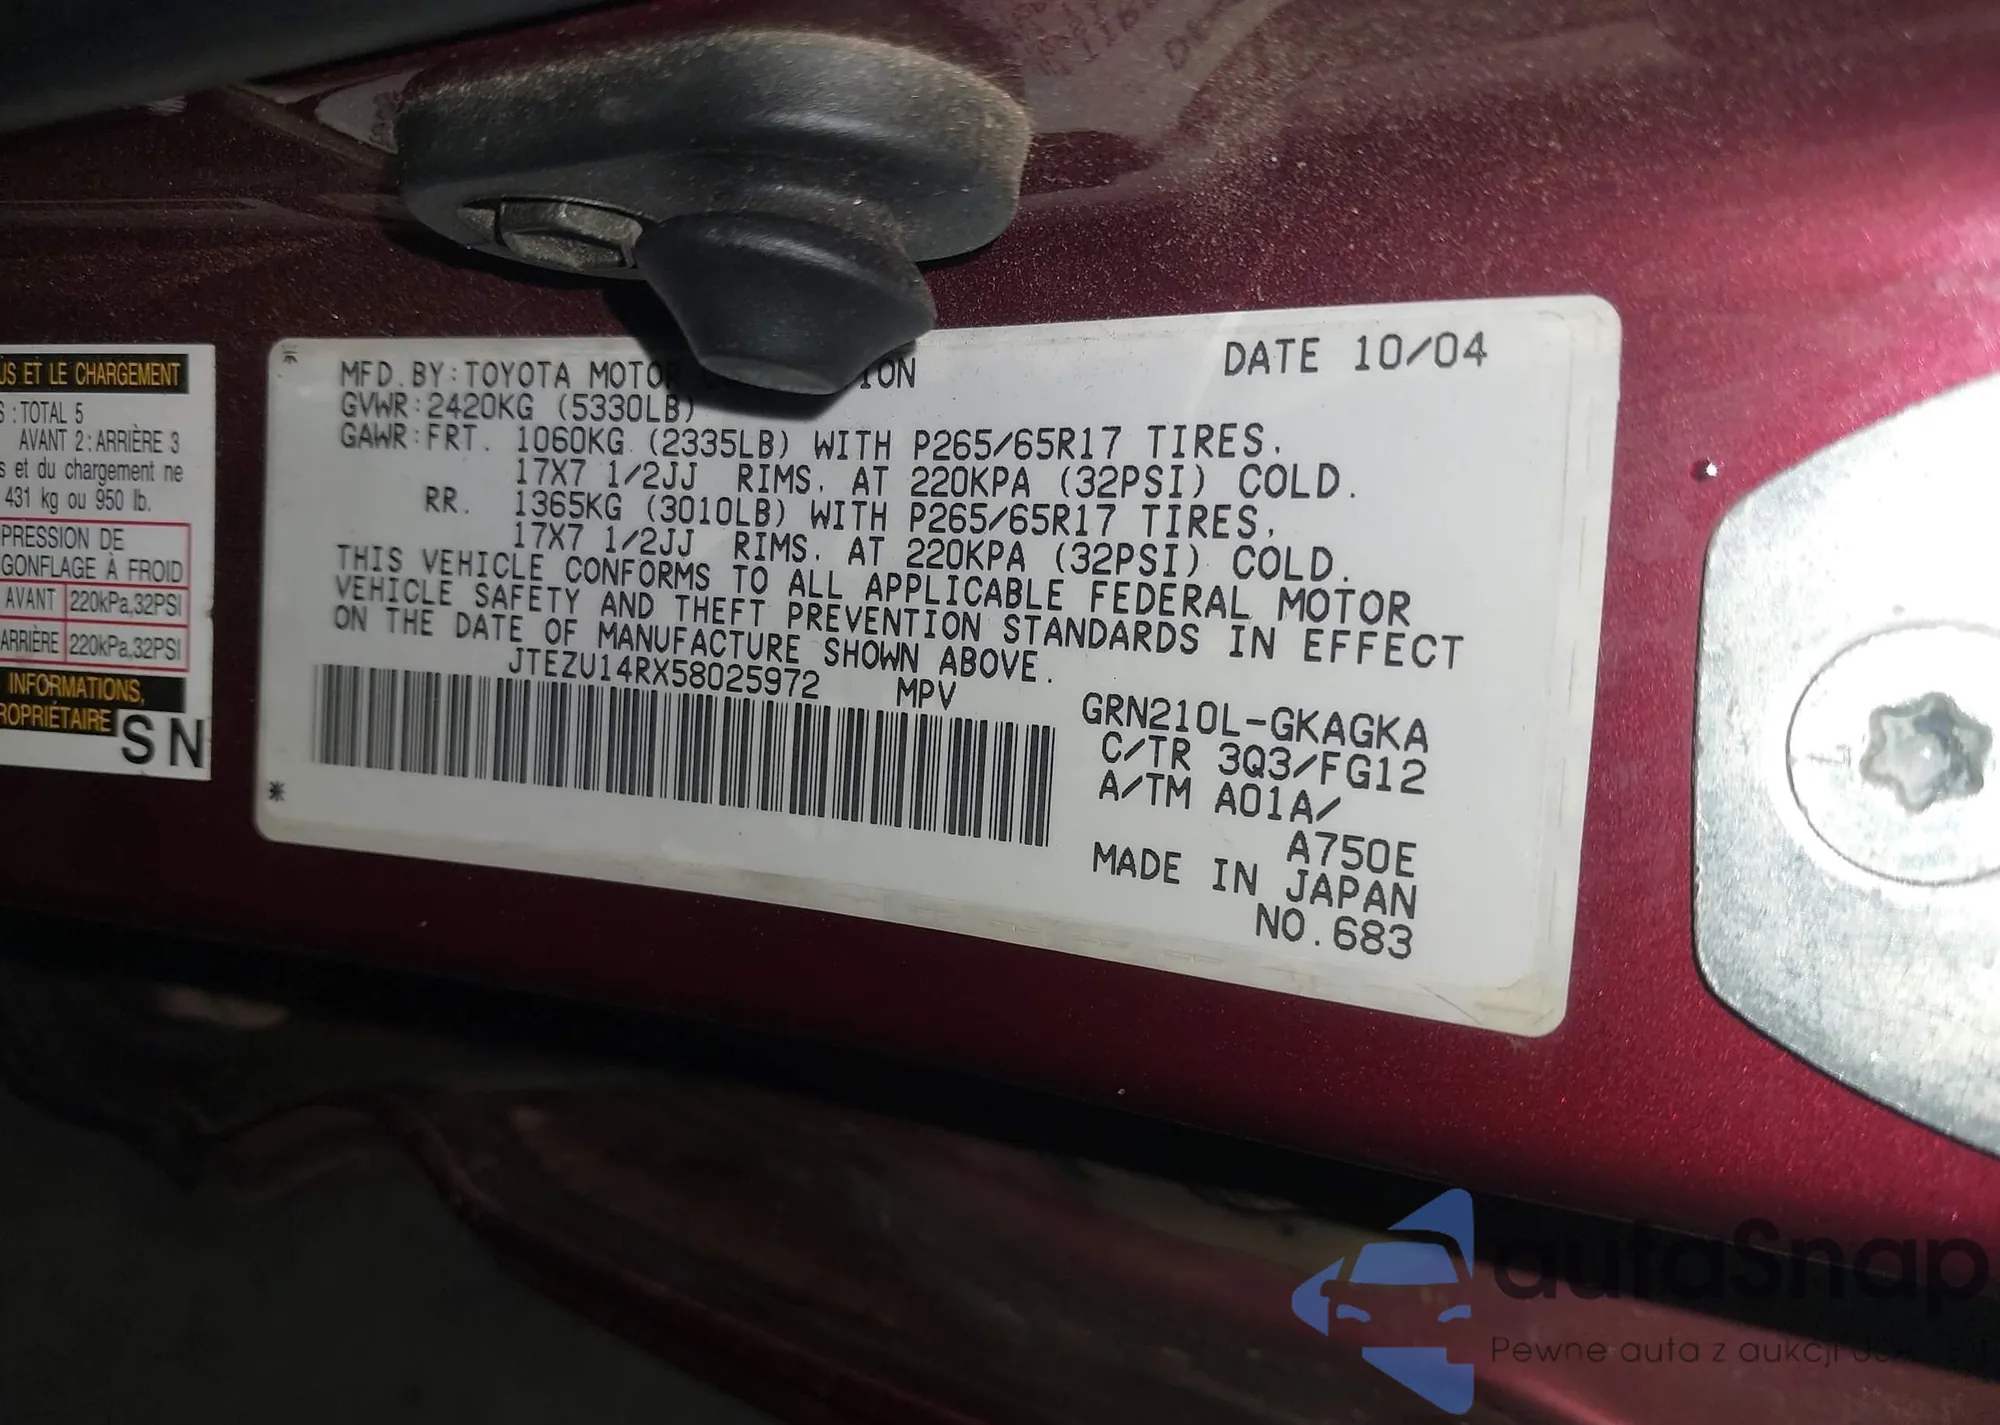 US ET LE CHARGEMENT
S : TOTAL 5
AVANT 2 : ARRIÈRE 3
s et du chargement ne
431 kg ou 950 lb.
PRESSION DE
GONFLAGE À FROID
AVANT 220kPa,32PSI
ARRIÈRE 220kPa,32PSI
INFORMATIONS,
ROPRIÉTAIRE
SN
MFD. BY: TOYOTA MOTOR ION
DATE 10/04
GVWR: 2420KG (5330LB)
GAWR: FRT. 1060KG (2335LB) WITH P265/65R17 TIRES,
17X7 1/2JJ RIMS, AT 220KPA (32PSI) COLD.
RR. 1365KG (3010LB) WITH P265/65R17 TIRES,
17X7 1/2JJ RIMS, AT 220KPA (32PSI) COLD.
THIS VEHICLE CONFORMS TO ALL APPLICABLE FEDERAL MOTOR
VEHICLE SAFETY AND THEFT PREVENTION STANDARDS IN EFFECT
ON THE DATE OF MANUFACTURE SHOWN ABOVE.
JTEZU14RX58025972 MPV
GRN210L-GKAGKA
C/TR 3Q3/FG12
A/TM A01A/
A750E
MADE IN JAPAN
NO. 683
autaSnap
Pewne auta z aukcji